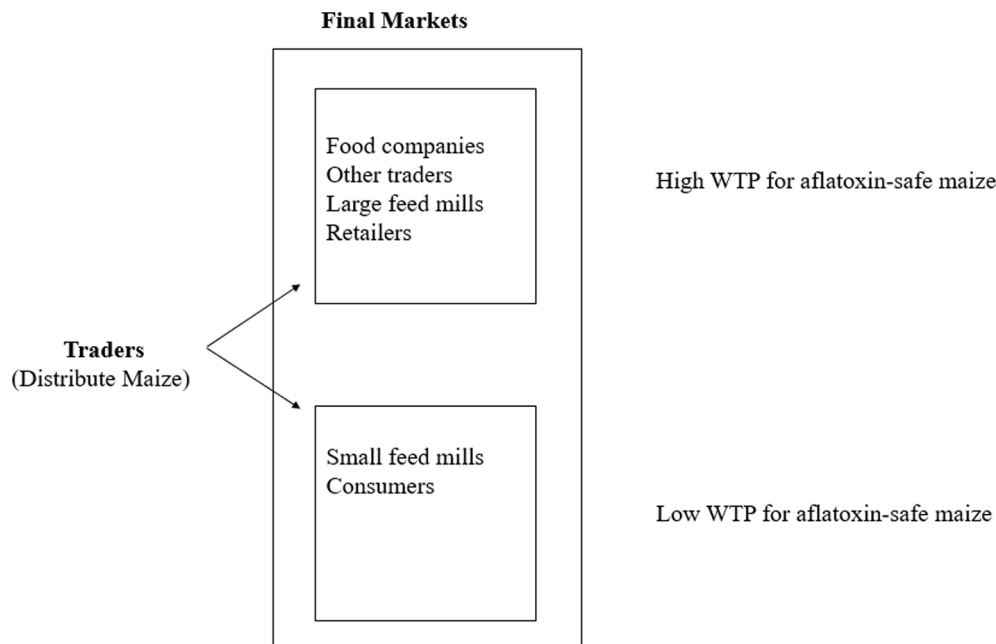 Final Markets
Food companies
Other traders
Large feed mills
Retailers
High WTP for aflatoxin-safe maize
Traders
(Distribute Maize)
Small feed mills
Consumers
Low WTP for aflatoxin-safe maize